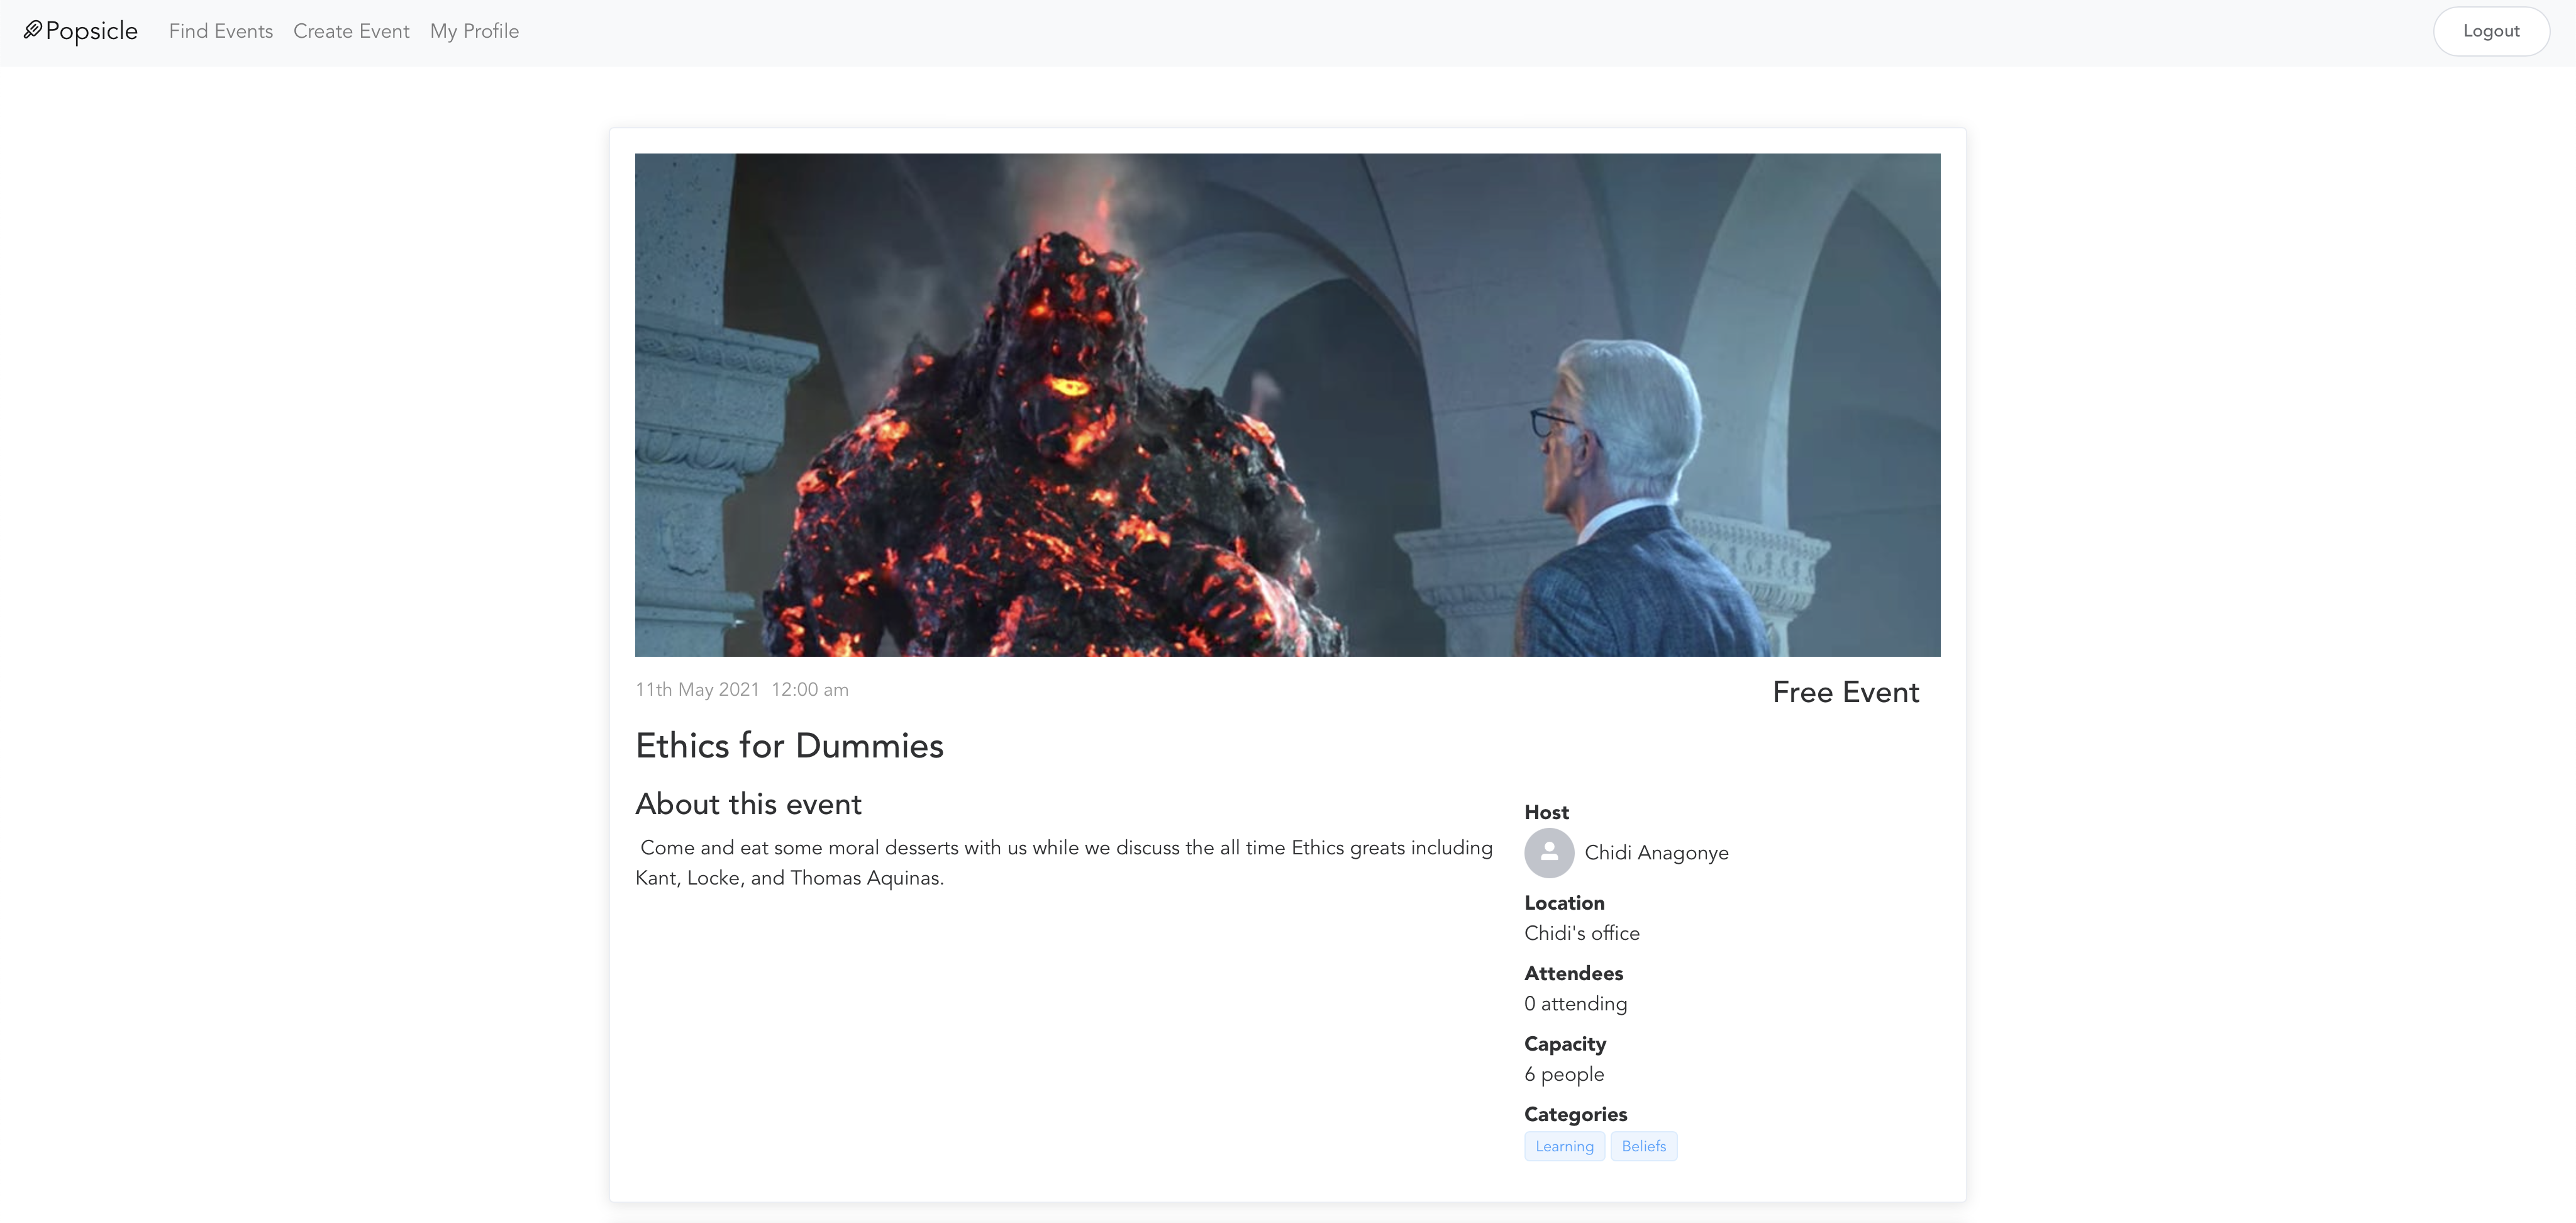 Popsicle Find Events Create Event My Profile Logout
11th May 2021 12:00 am
Free Event
Ethics for Dummies
About this event
Come and eat some moral desserts with us while we discuss the all time Ethics greats including
Kant, Locke, and Thomas Aquinas.
Host
Chidi Anagonye
Location
Chidi's office
Attendees
0 attending
Capacity
6 people
Categories
Learning Beliefs